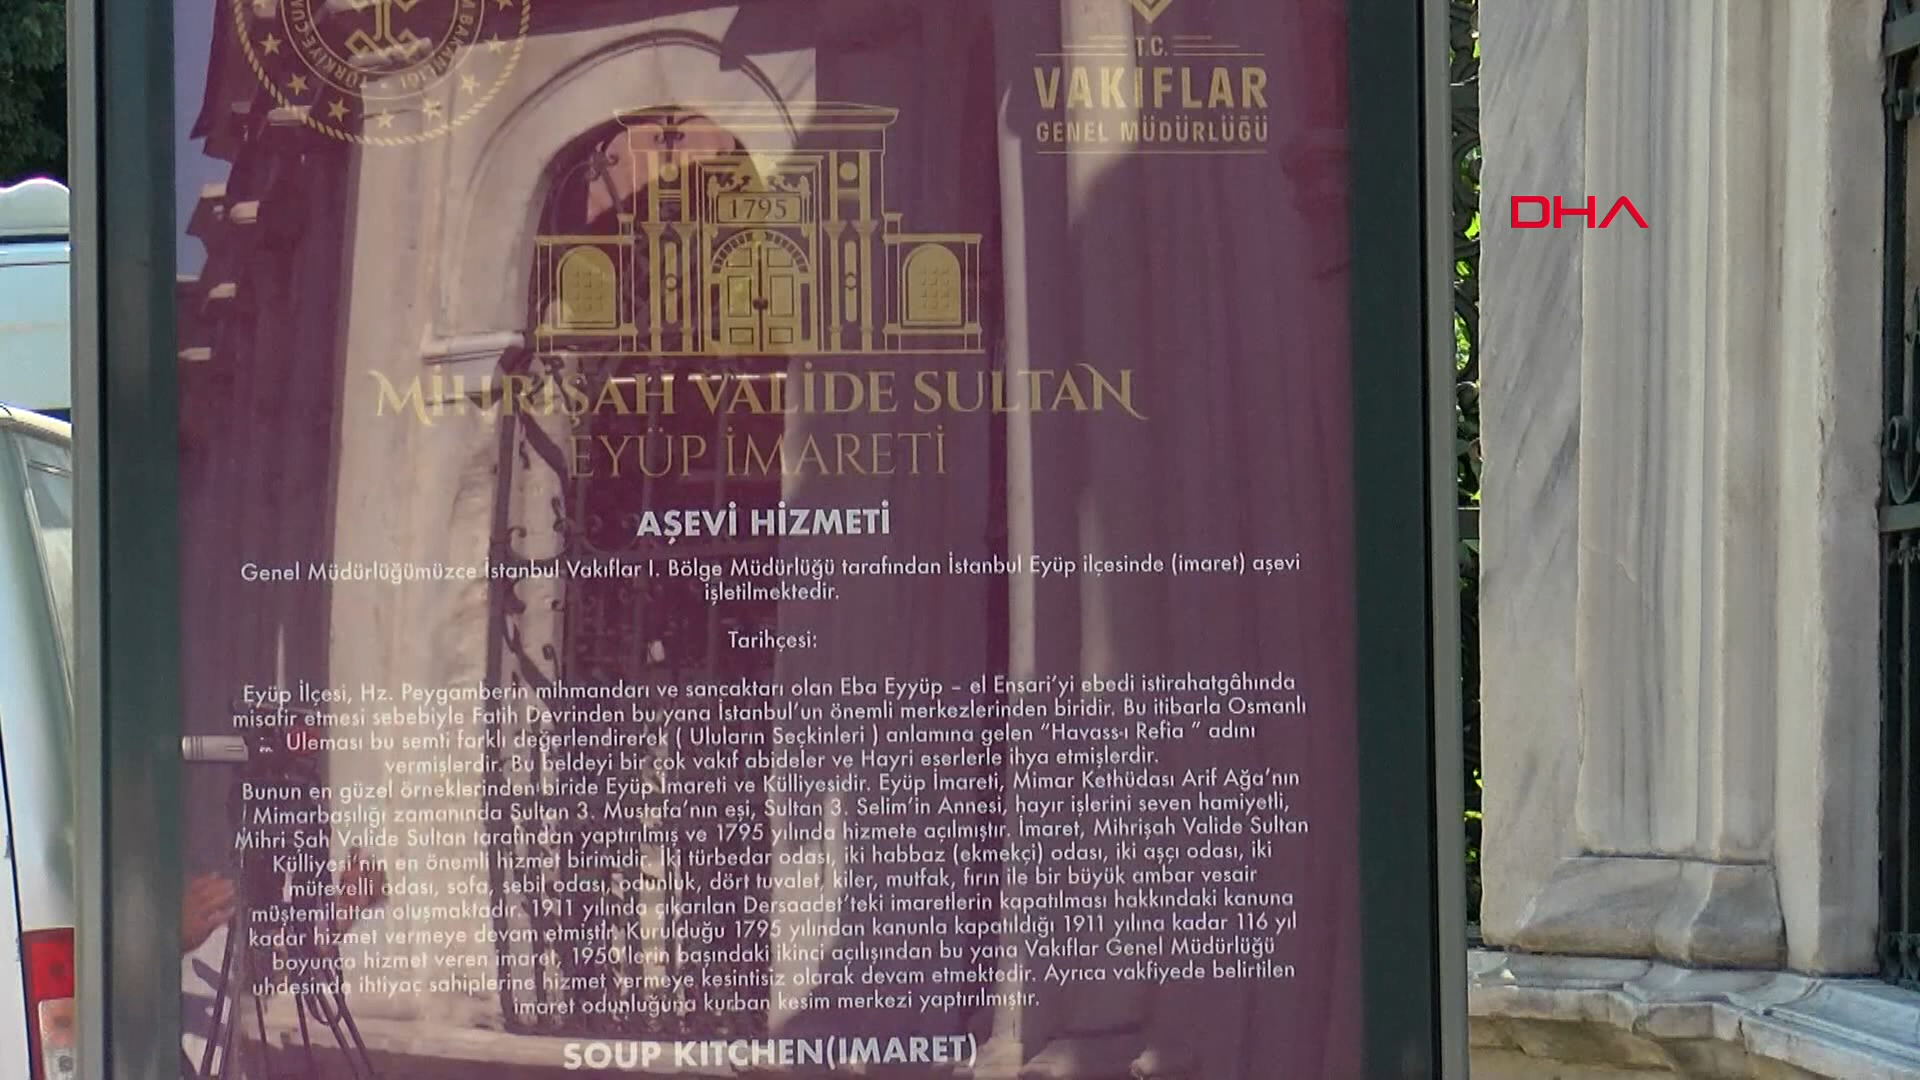 TÜRKİYE CUM
BAKANLIĞI
T.C.
VAKIFLAR
GENEL MÜDÜRLÜĞÜ
DHA
1795
MİHRİŞAH VALİDE SULTAN
EYÜP İMARETİ
AŞEVİ HİZMETİ
Genel Müdürlüğümüzce İstanbul Vakıflar I. Bölge Müdürlüğü tarafından İstanbul Eyüp ilçesinde (imaret) aşevi
işletilmektedir.
Tarihçesi:
Eyüp İlçesi, Hz. Peygamberin mihmandarı ve sancaktarı olan Eba Eyyüp – el Ensari'yi ebedi istirahatgâhında
misafir etmesi sebebiyle Fatih Devrinden bu yana İstanbul'un önemli merkezlerinden biridir. Bu itibarla Osmanlı
Uleması bu semti farklı değerlendirerek ( Uluların Seçkinleri ) anlamına gelen "Havass-ı Refia " adını
vermişlerdir. Bu beldeyi bir çok vakıf abideler ve Hayri eserlerle ihya etmişlerdir.
Bunun en güzel örneklerinden biride Eyüp İmareti ve Külliyesidir. Eyüp İmareti, Mimar Kethüdası Arif Ağa'nın
Mimarbaşılığı zamanında Sultan 3. Mustafa'nın eşi, Sultan 3. Selim'in Annesi, hayır işlerini seven hamiyetli,
Mihri Şah Valide Sultan tarafından yaptırılmış ve 1795 yılında hizmete açılmıştır. İmaret, Mihrişah Valide Sultan
Külliyesi'nin en önemli hizmet birimidir. İki türbedar odası, iki habbaz (ekmekçi) odası, iki aşçı odası, iki
mütevelli odası, sofa, sebil odası, odunluk, dört tuvalet, kiler, mutfak, fırın ile bir büyük ambar vesair
müştemilattan oluşmaktadır. 1911 yılında çıkarılan Dersaadet'teki imaretlerin kapatılması hakkındaki kanuna
kadar hizmet vermeye devam etmiştir. Kurulduğu 1795 yılından kanunla kapatıldığı 1911 yılına kadar 116 yıl
boyunca hizmet veren imaret, 1950'lerin başındaki ikinci açılışından bu yana Vakıflar Genel Müdürlüğü
uhdesinde ihtiyaç sahiplerine hizmet vermeye kesintisiz olarak devam etmektedir. Ayrıca vakfiyede belirtilen
imaret odunluğuna kurban kesim merkezi yaptırılmıştır.
SOUP KITCHEN(IMARET)